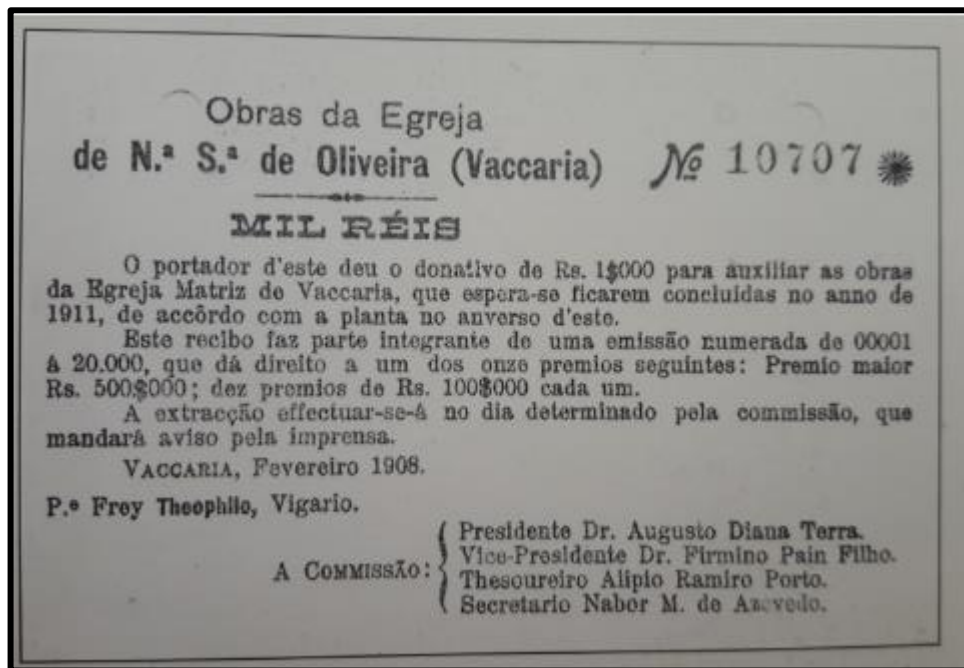 Obras da Egreja
de N.ª S.ª de Oliveira (Vaccaria) № 10707
MIL RÉIS
O portador d'este deu o donativo de Rs. 1$000 para auxiliar as obras
da Egreja Matriz de Vaccaria, que espera-se ficarem concluidas no anno de
1911, de accôrdo com a planta no anverso d'este.
Este recibo faz parte integrante de uma emissão numerada de 00001
á 20.000, que dá direito a um dos onze premios seguintes: Premio maior
Rs. 500$000; dez premios de Rs. 100$000 cada um.
A extracção effectuar-se-á no dia determinado pela commissão, que
mandará aviso pela imprensa.
VACCARIA, Fevereiro 1908.
P.e Frey Theophilo, Vigario.
A COMMISSÃO:
Presidente Dr. Augusto Diana Terra.
Vice-Presidente Dr. Firmino Pain Filho.
Thesoureiro Alipio Ramiro Porto.
Secretario Nabor M. de Azevedo.